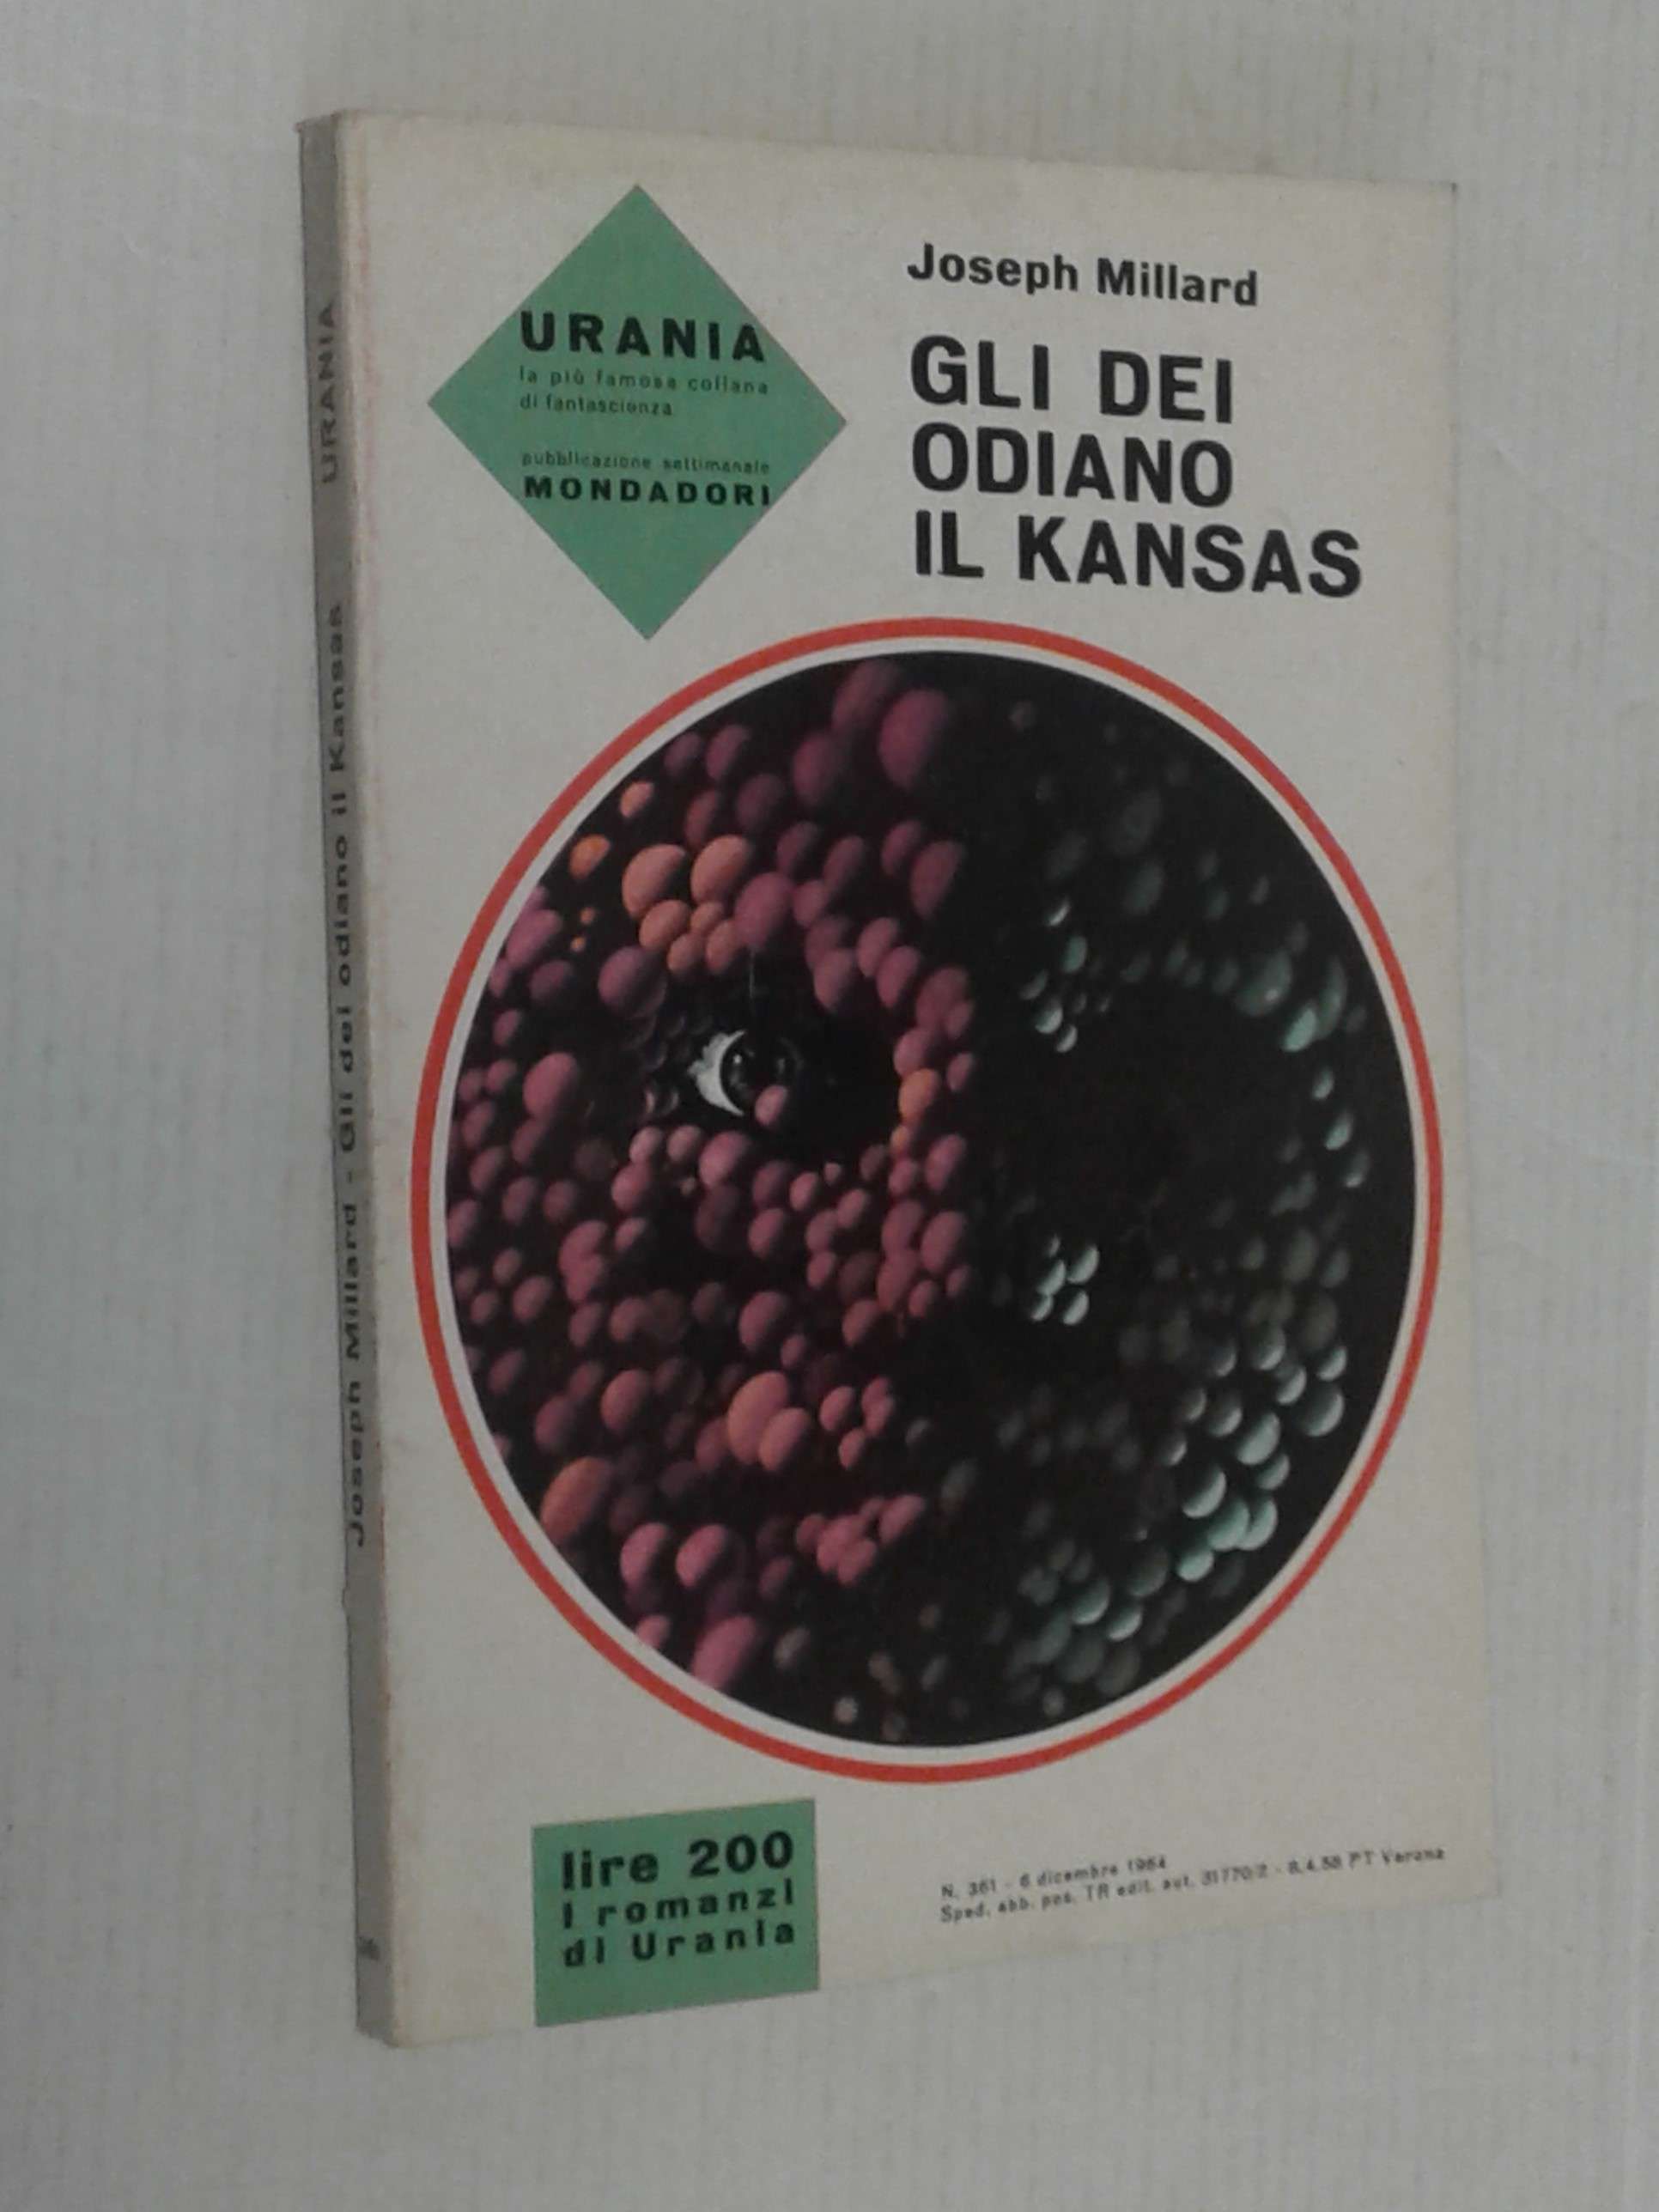 URANIA
la più famosa collana
di fantascienza
pubblicazione settimanale
MONDADORI
Joseph Millard
GLI DEI
ODIANO
IL KANSAS
lire 200
I romanzi
di Urania
N. 361 - 6 dicembre 1964
Sped. abb. pos. TR edit. aut. 31770/2 - 8.4.58 PT Verona
Joseph Millard - Gli dei odiano il Kansas URANIA
361